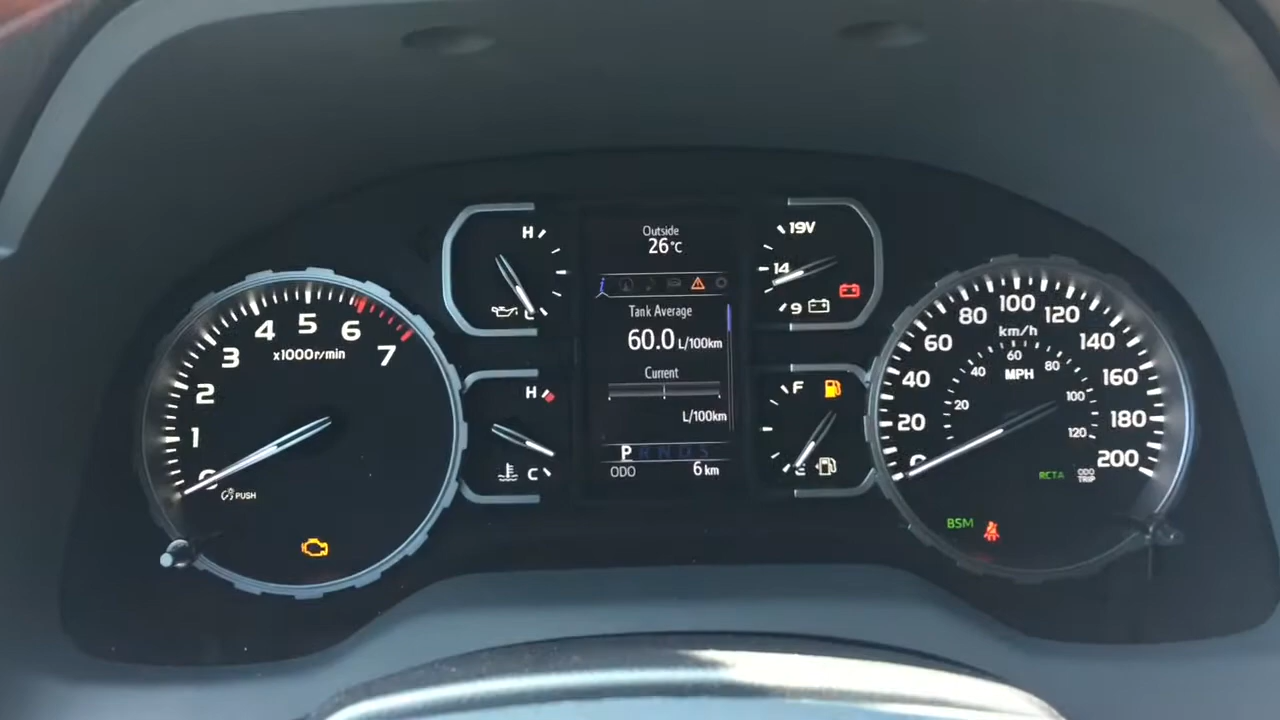 Outside
26°C
Tank Average
60.0 L/100km
Current
L/100km
P R N D S
ODO 6 km
0 1 2 3 4 5 6 7
x1000r/min
PUSH
H
H
C
19V
14
9
F
E
0 20 40 60 80 100 120 140 160 180 200
km/h
20 40 60 80 100 120
MPH
RCTA
ODO
TRIP
BSM